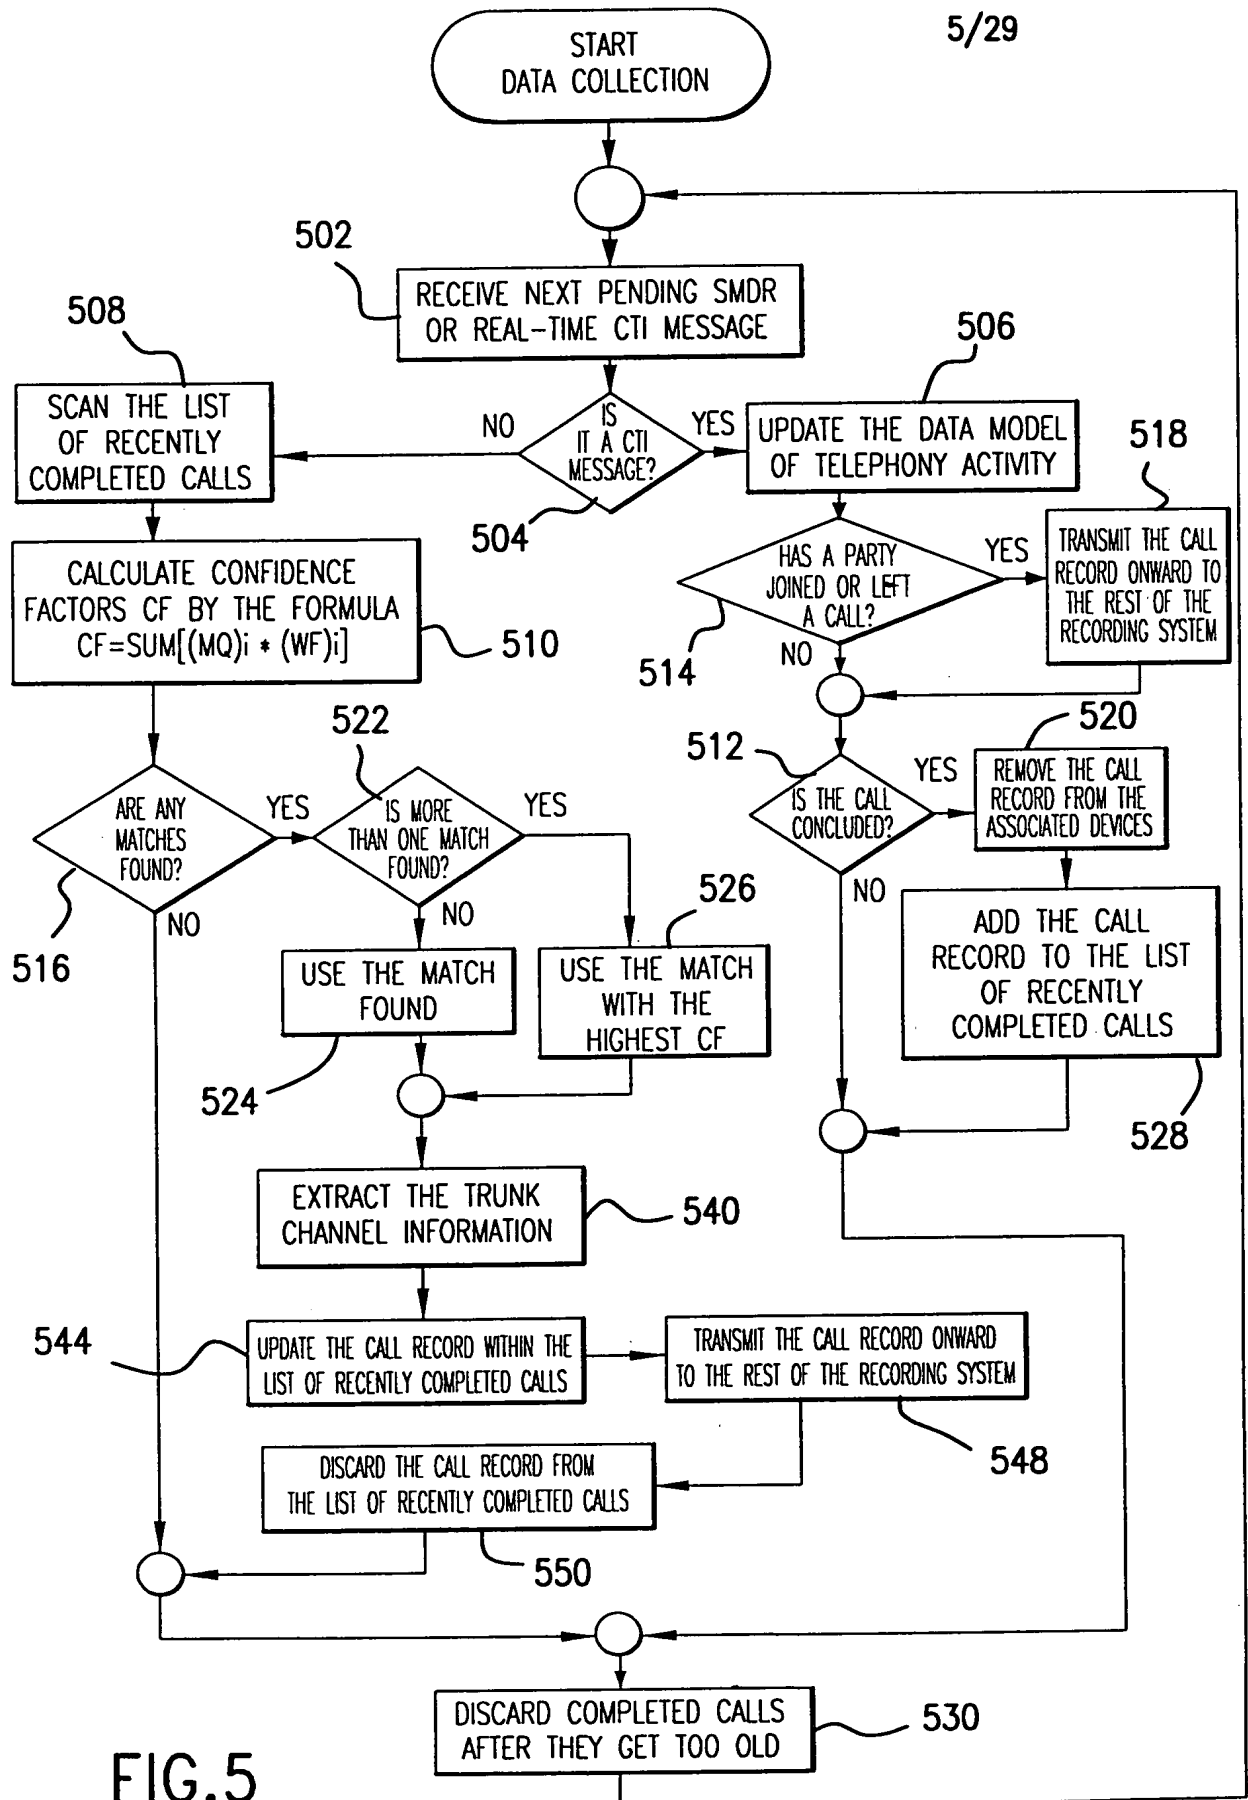 5/29
START
DATA COLLECTION
502
RECEIVE NEXT PENDING SMDR
OR REAL-TIME CTI MESSAGE
508
SCAN THE LIST
OF RECENTLY
COMPLETED CALLS
NO
IS
IT A CTI
MESSAGE?
504
YES
506
UPDATE THE DATA MODEL
OF TELEPHONY ACTIVITY
518
TRANSMIT THE CALL
RECORD ONWARD TO
THE REST OF THE
RECORDING SYSTEM
CALCULATE CONFIDENCE
FACTORS CF BY THE FORMULA
CF=SUM[(MQ)i * (WF)i]
510
HAS A PARTY
JOINED OR LEFT
A CALL?
YES
514
NO
522
512
520
ARE ANY
MATCHES
FOUND?
YES
516
NO
IS MORE
THAN ONE MATCH
FOUND?
YES
NO
IS THE CALL
CONCLUDED?
YES
NO
REMOVE THE CALL
RECORD FROM THE
ASSOCIATED DEVICES
526
USE THE MATCH
FOUND
524
USE THE MATCH
WITH THE
HIGHEST CF
ADD THE CALL
RECORD TO THE LIST
OF RECENTLY
COMPLETED CALLS
528
EXTRACT THE TRUNK
CHANNEL INFORMATION
540
544
UPDATE THE CALL RECORD WITHIN THE
LIST OF RECENTLY COMPLETED CALLS
TRANSMIT THE CALL RECORD ONWARD
TO THE REST OF THE RECORDING SYSTEM
548
DISCARD THE CALL RECORD FROM
THE LIST OF RECENTLY COMPLETED CALLS
550
DISCARD COMPLETED CALLS
AFTER THEY GET TOO OLD
530
FIG.5